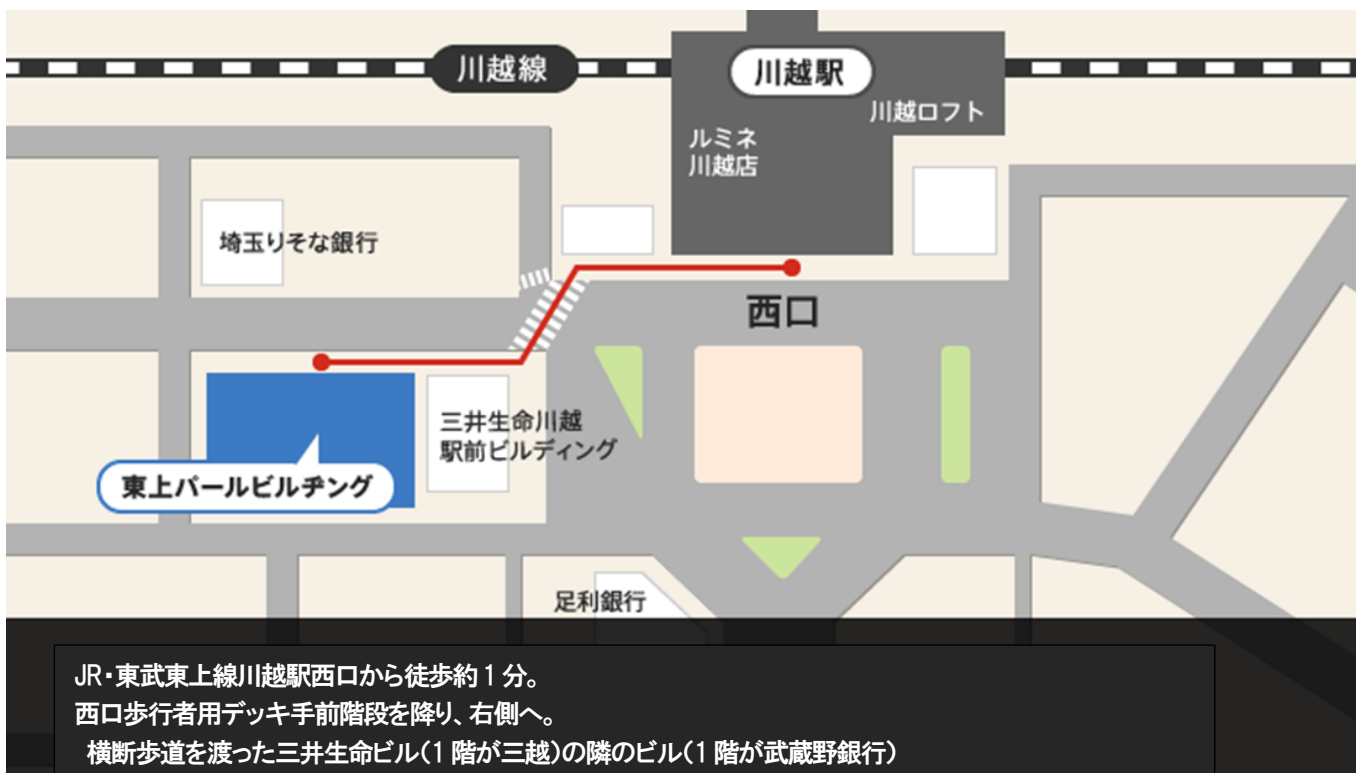 川越線
川越駅
川越ロフト
ルミネ
川越店
埼玉りそな銀行
西口
三井生命川越
駅前ビルディング
東上パールビルヂング
足利銀行
JR・東武東上線川越駅西口から徒歩約1分。
西口歩行者用デッキ手前階段を降り、右側へ。
横断歩道を渡った三井生命ビル(1階が三越)の隣のビル(1階が武蔵野銀行)